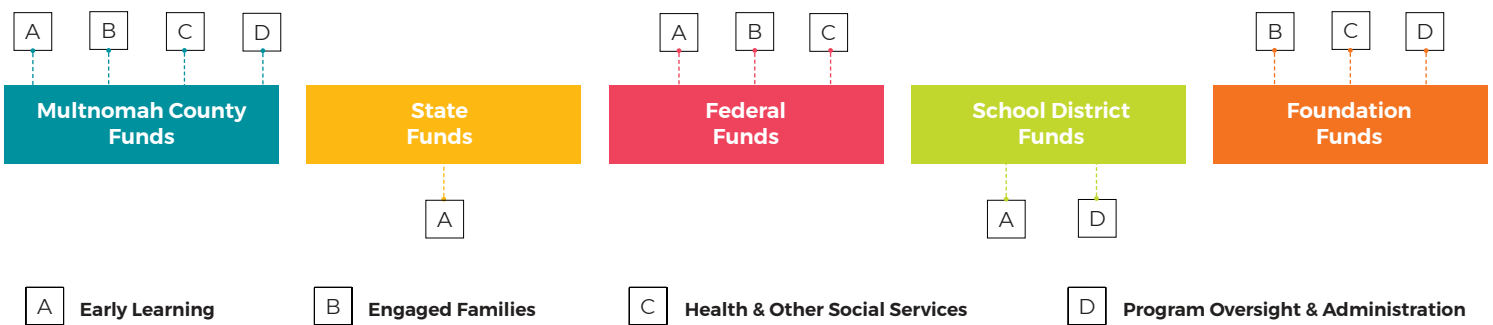 A B C D
A B C
B C D
Multnomah County
Funds
State
Funds
Federal
Funds
School District
Funds
Foundation
Funds
A
A D
A Early Learning
B Engaged Families
C Health & Other Social Services
D Program Oversight & Administration